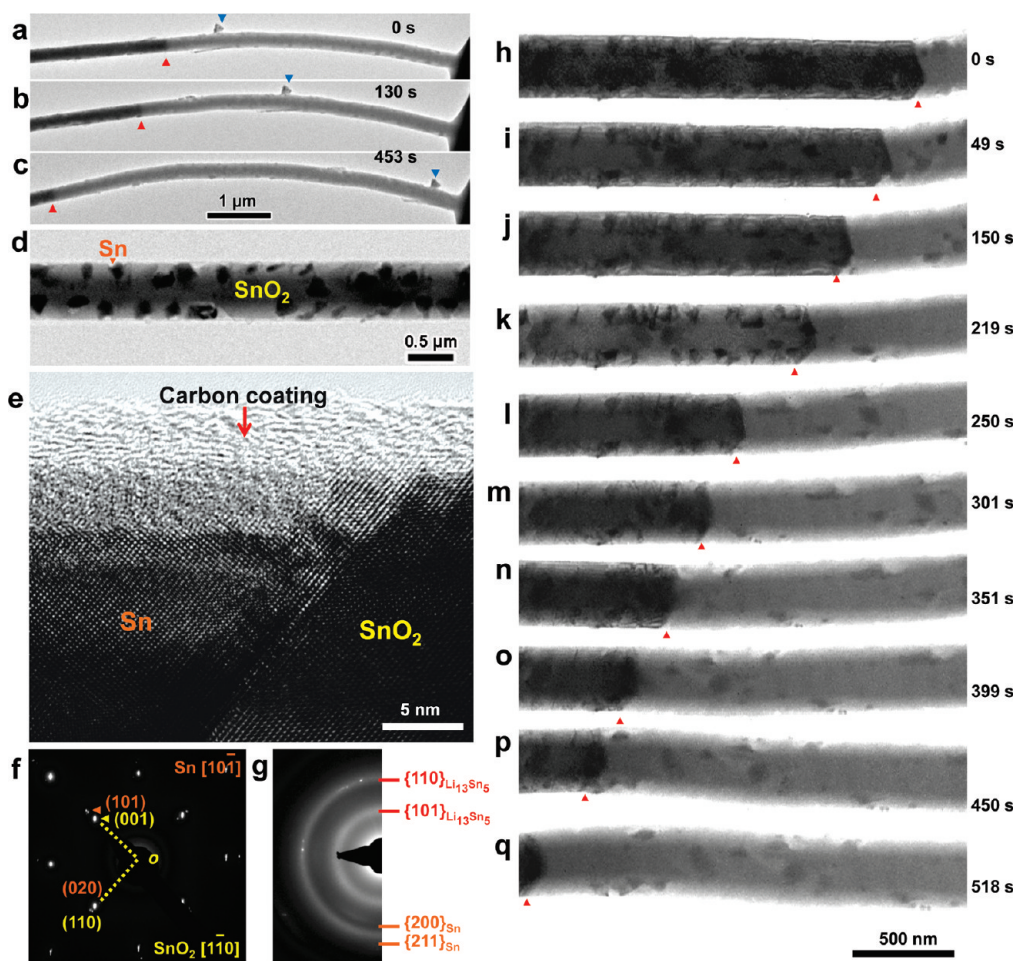 a
0 s
b
130 s
c
453 s
1 µm
d
Sn
SnO₂
0.5 µm
e
Carbon coating
Sn
SnO₂
5 nm
f
Sn [101̄]
(101)
(001)
o
(020)
(110)
SnO₂ [11̄0]
g
{110}Li₁₃Sn₅
{101}Li₁₃Sn₅
{200}Sn
{211}Sn
h
0 s
i
49 s
j
150 s
k
219 s
l
250 s
m
301 s
n
351 s
o
399 s
p
450 s
q
518 s
500 nm